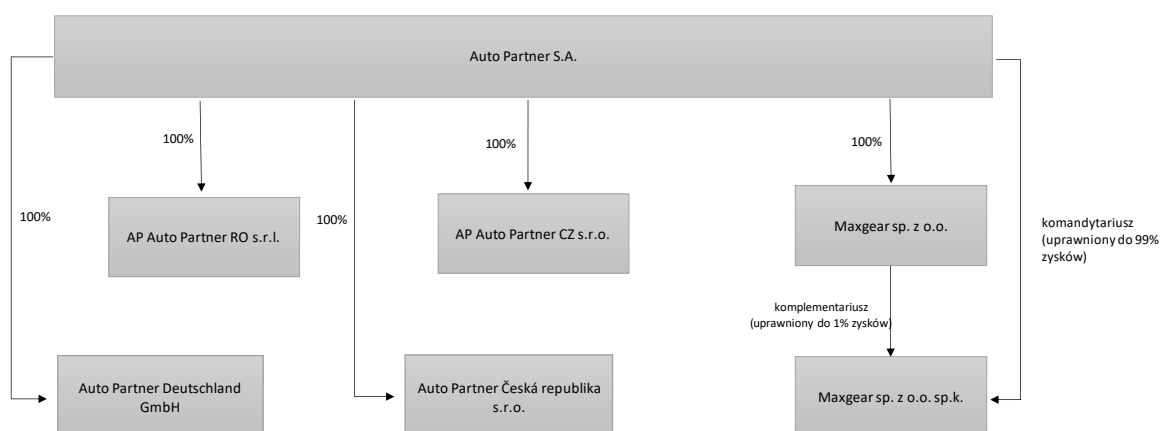 Auto Partner S.A.
100%
100%
100%
100%
100%
AP Auto Partner RO s.r.l.
AP Auto Partner CZ s.r.o.
Maxgear sp. z o.o.
komandytariusz
(uprawniony do 99%
zysków)
komplementariusz
(uprawniony do 1% zysków)
Auto Partner Deutschland
GmbH
Auto Partner Česká republika
s.r.o.
Maxgear sp. z o.o. sp.k.